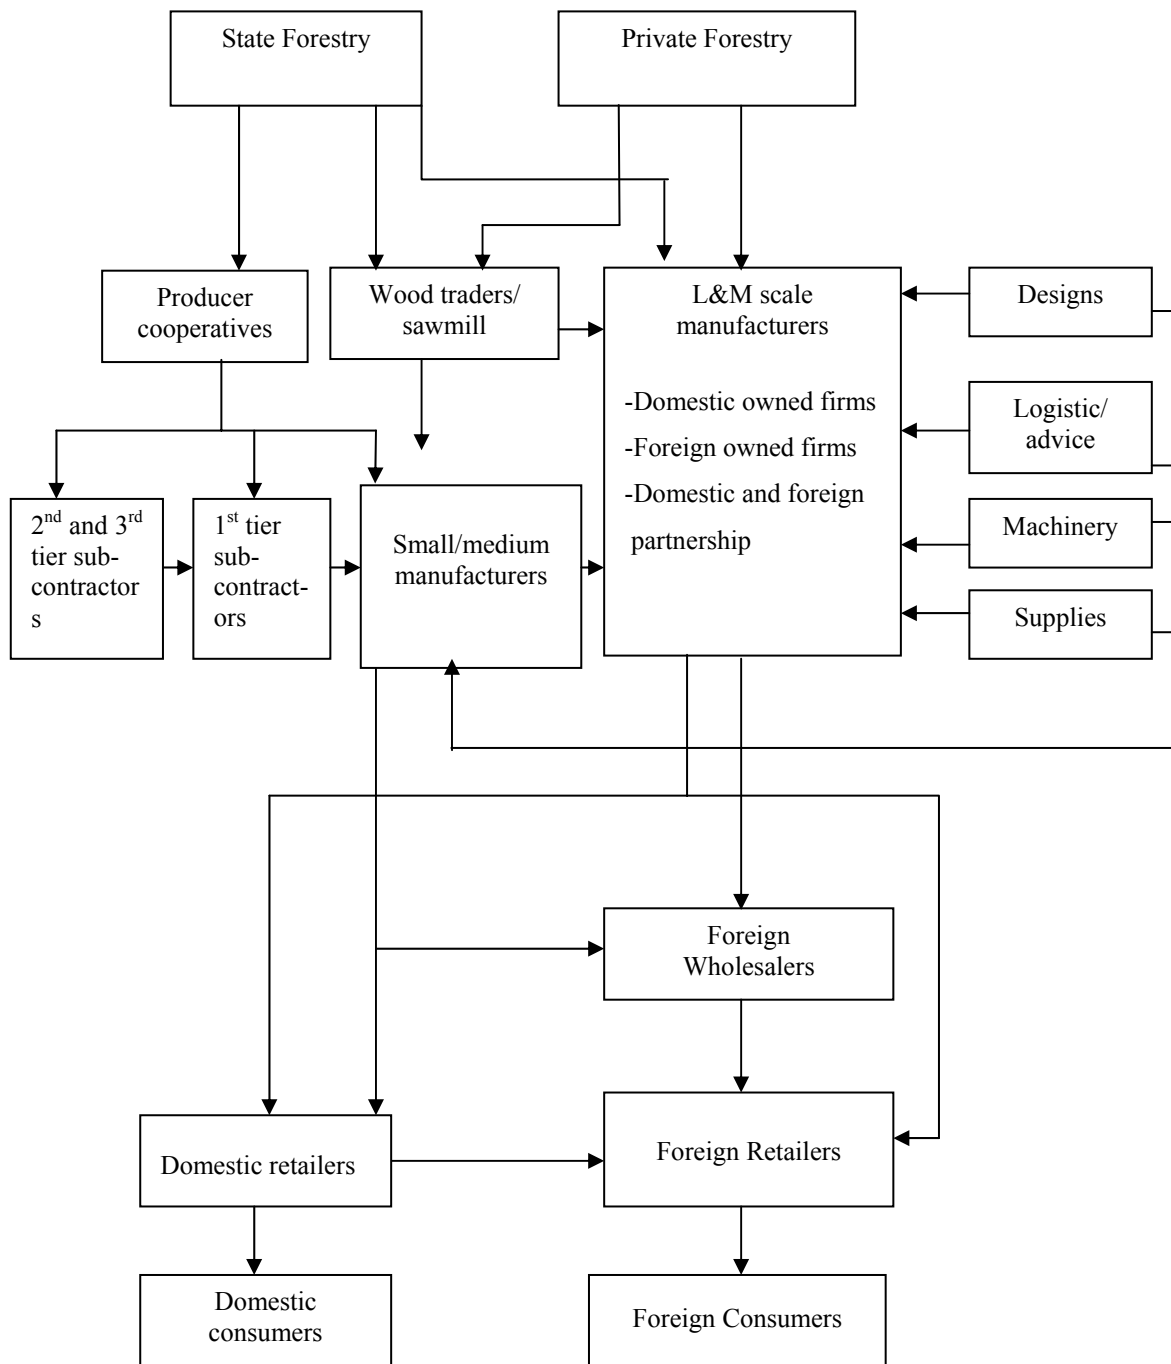 State Forestry
Private Forestry
Producer
cooperatives
Wood traders/
sawmill
L&M scale
manufacturers
-Domestic owned firms
-Foreign owned firms
-Domestic and foreign
partnership
Designs
Logistic/
advice
Machinery
Supplies
2nd and 3rd
tier sub-
contractor
s
1st tier
sub-
contract-
ors
Small/medium
manufacturers
Foreign
Wholesalers
Domestic retailers
Foreign Retailers
Domestic
consumers
Foreign Consumers